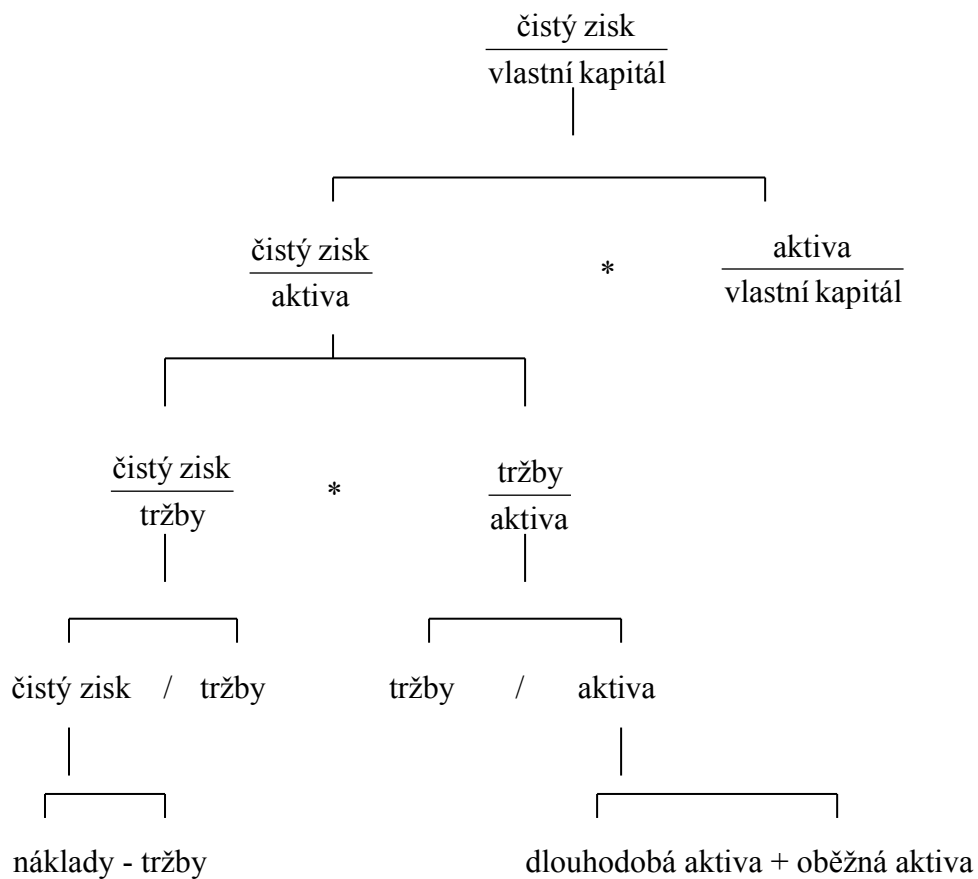 čistý zisk
vlastní kapitál
čistý zisk
aktiva
*
aktiva
vlastní kapitál
čistý zisk
tržby
*
tržby
aktiva
čistý zisk / tržby
tržby / aktiva
náklady - tržby
dlouhodobá aktiva + oběžná aktiva